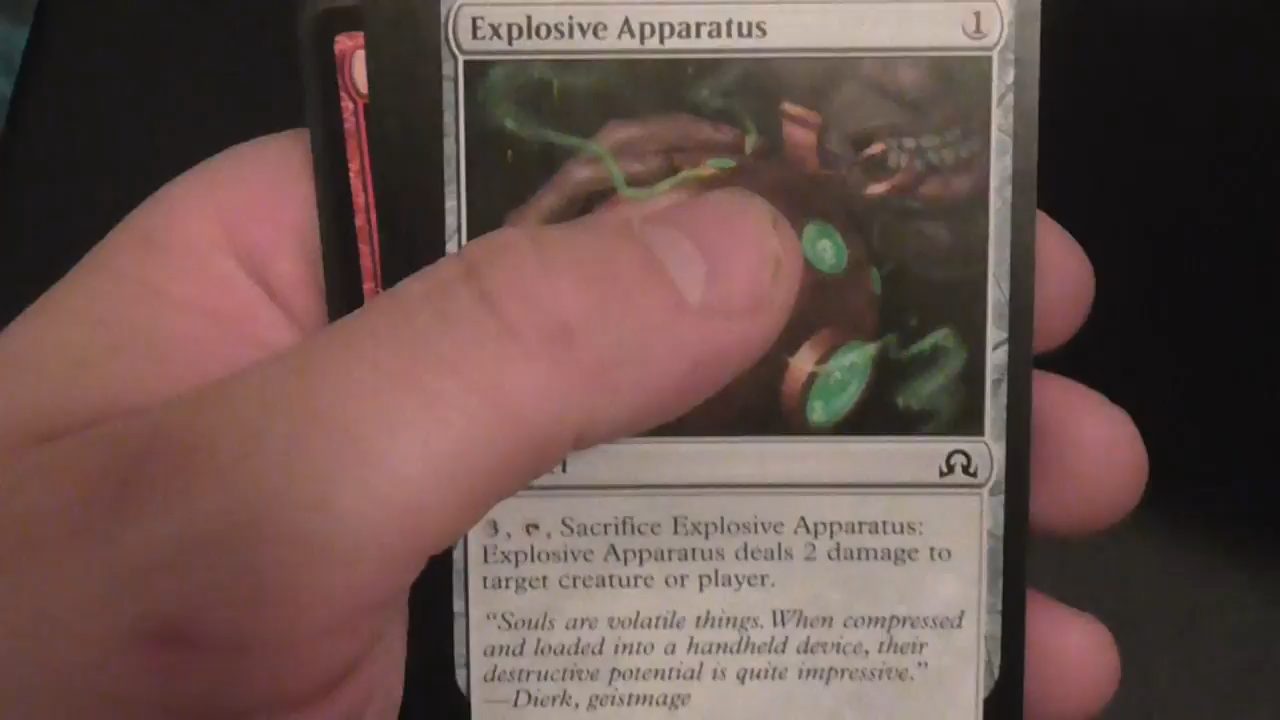 Explosive Apparatus 1
3, T, Sacrifice Explosive Apparatus:
Explosive Apparatus deals 2 damage to
target creature or player.
"Souls are volatile things. When compressed
and loaded into a handheld device, their
destructive potential is quite impressive."
—Dierk, geistmage